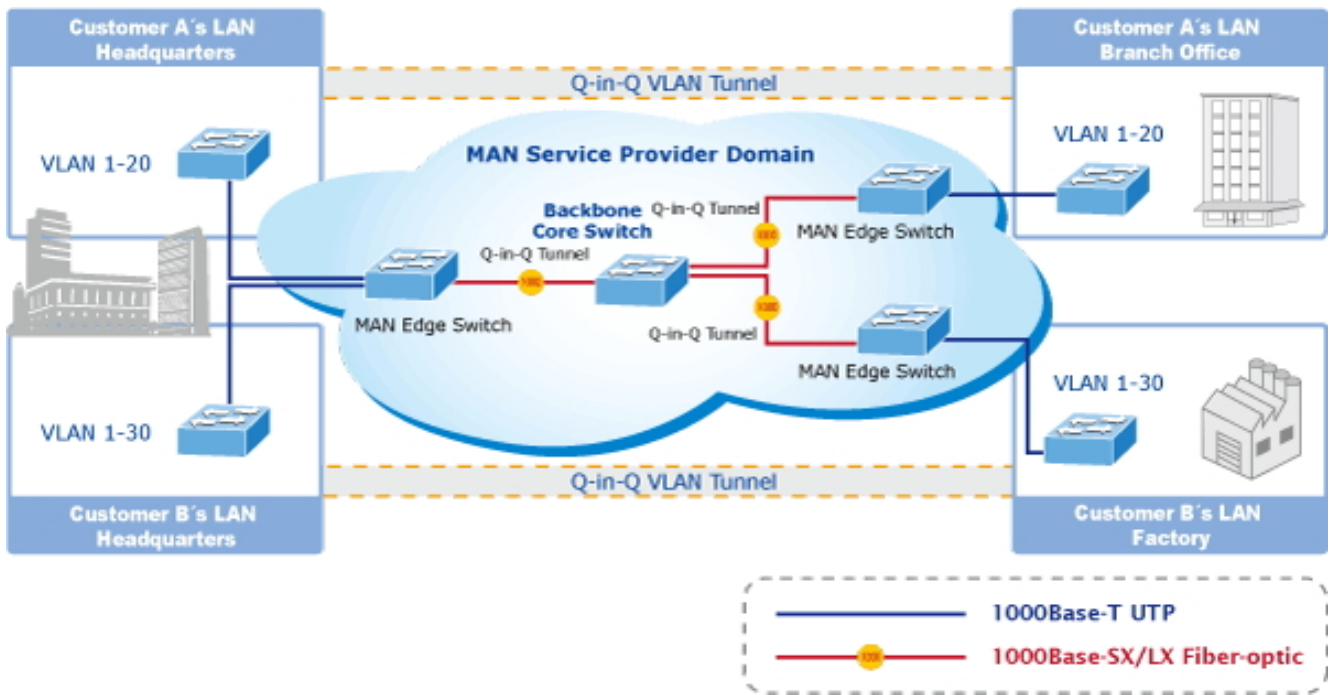 Customer A´s LAN
Headquarters
Customer A´s LAN
Branch Office
Q-in-Q VLAN Tunnel
VLAN 1-20
MAN Service Provider Domain
VLAN 1-20
Backbone
Core Switch
Q-in-Q Tunnel
MAN Edge Switch
Q-in-Q Tunnel
MAN Edge Switch
Q-in-Q Tunnel
MAN Edge Switch
VLAN 1-30
VLAN 1-30
Q-in-Q VLAN Tunnel
Customer B´s LAN
Headquarters
Customer B´s LAN
Factory
1000Base-T UTP
1000Base-SX/LX Fiber-optic